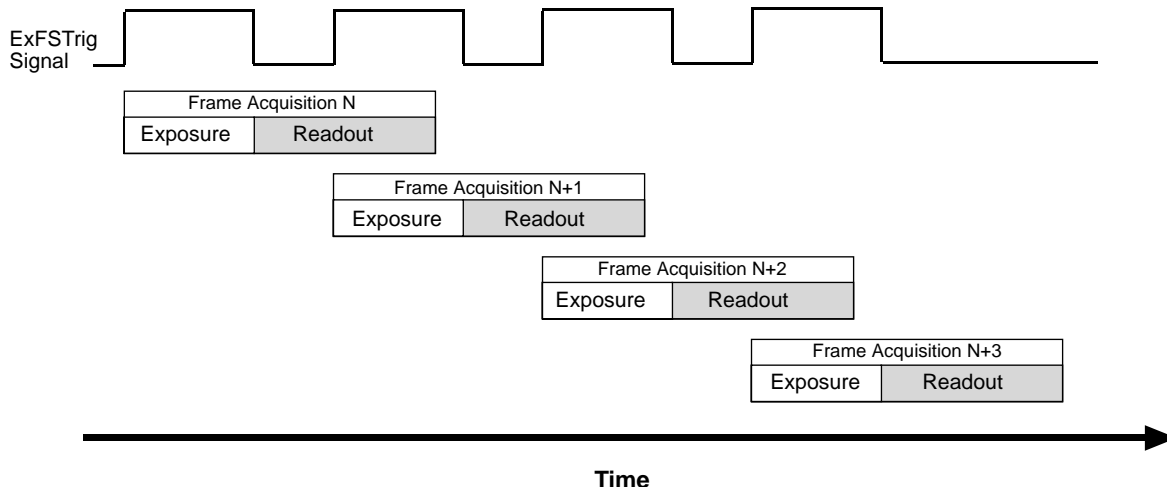 ExFSTrig
Signal
Frame Acquisition N
Exposure Readout
Frame Acquisition N+1
Exposure Readout
Frame Acquisition N+2
Exposure Readout
Frame Acquisition N+3
Exposure Readout
Time